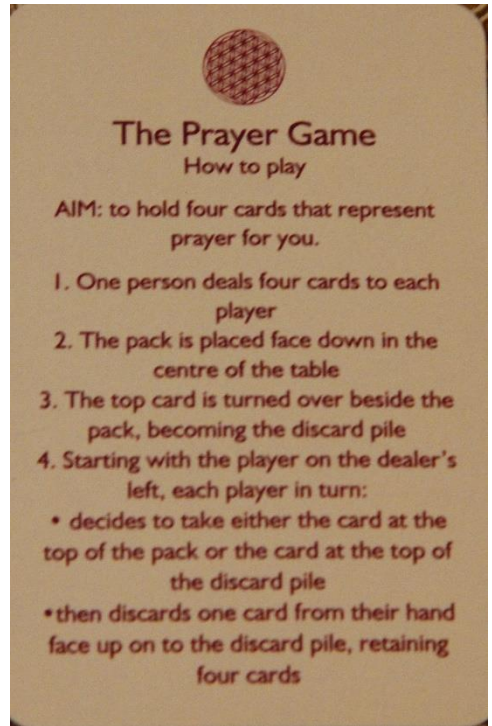 The Prayer Game
How to play
AIM: to hold four cards that represent
prayer for you.
1. One person deals four cards to each
player
2. The pack is placed face down in the
centre of the table
3. The top card is turned over beside the
pack, becoming the discard pile
4. Starting with the player on the dealer's
left, each player in turn:
• decides to take either the card at the
top of the pack or the card at the top of
the discard pile
•then discards one card from their hand
face up on to the discard pile, retaining
four cards